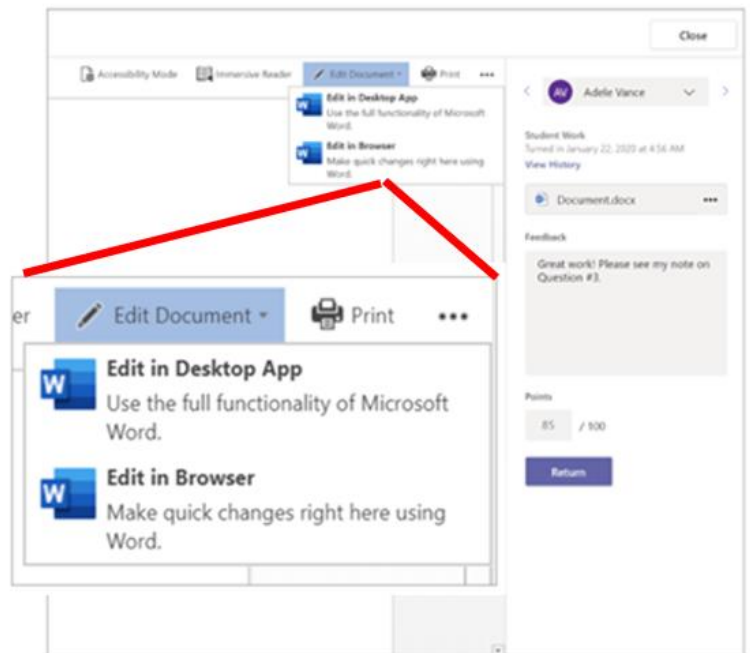 Close
Accessibility Mode Immersive Reader Edit Document Print
Edit in Desktop App
Use the full functionality of Microsoft
Word.
Edit in Browser
Make quick changes right here using
Word.
AV Adele Vance
Student Work
Turned in January 22, 2020 at 4:56 AM
View History
Document.docx
Feedback
Great work! Please see my note on
Question #3.
Points
85 / 100
Return
er Edit Document Print
Edit in Desktop App
Use the full functionality of Microsoft
Word.
Edit in Browser
Make quick changes right here using
Word.